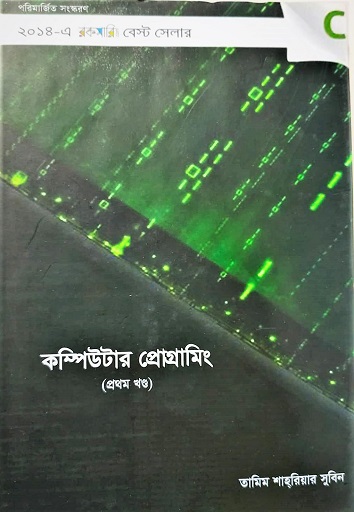 পরিমার্জিত সংস্করণ
২০১৪-এ রকমারি বেস্ট সেলার
C
কম্পিউটার প্রোগ্রামিং
(প্রথম খণ্ড)
তামিম শাহ্‌রিয়ার সুবিন